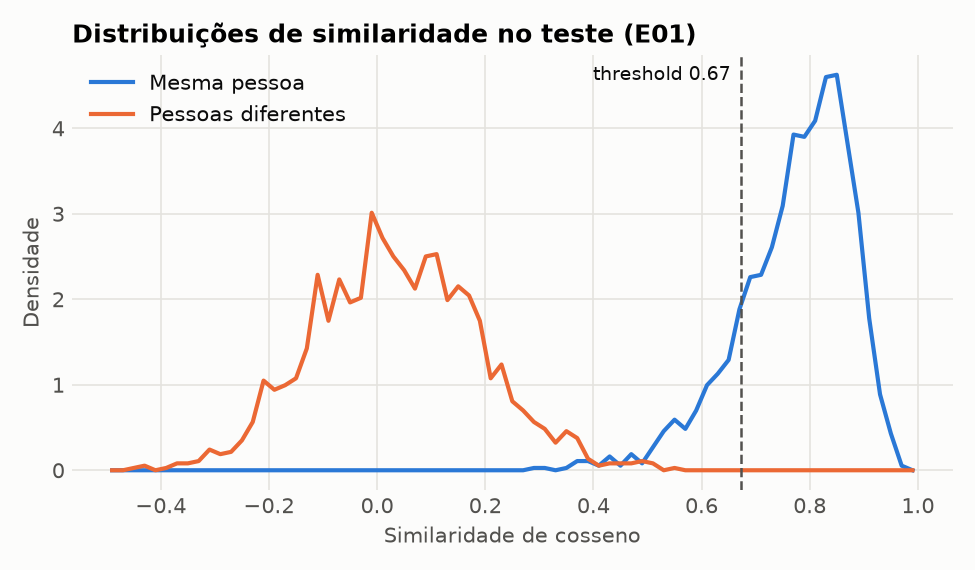 Distribuições de similaridade no teste (E01)
Mesma pessoa
Pessoas diferentes
threshold 0.67
Densidade
4
3
2
1
0
−0.4 −0.2 0.0 0.2 0.4 0.6 0.8 1.0
Similaridade de cosseno